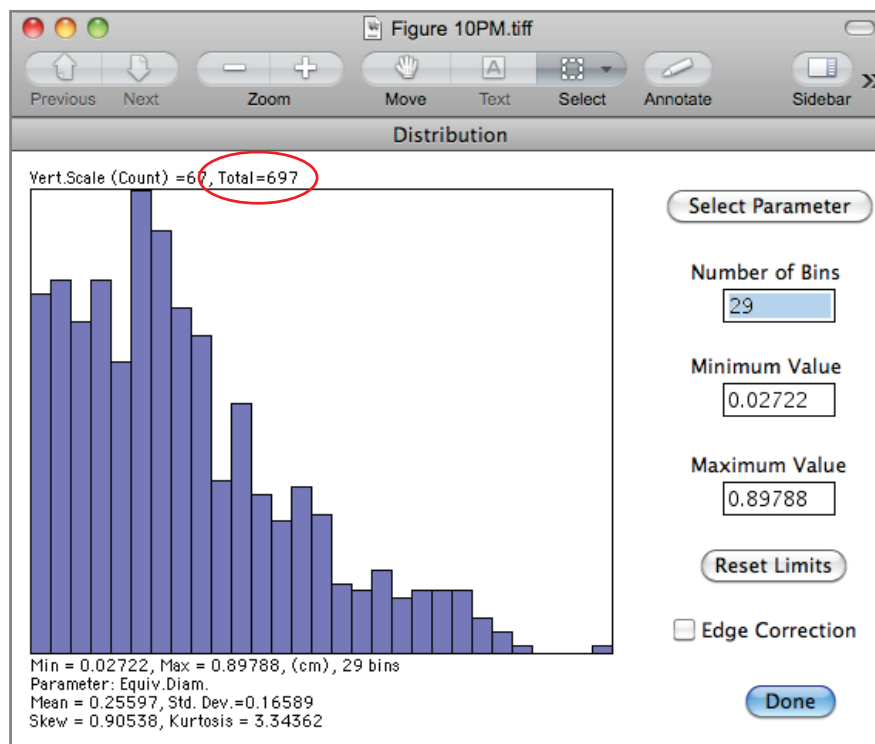 Figure 10PM.tiff
Previous Next Zoom Move Text Select Annotate Sidebar
Distribution
Vert.Scale (Count) =67, Total=697
Select Parameter
Number of Bins
29
Minimum Value
0.02722
Maximum Value
0.89788
Reset Limits
Edge Correction
Done
Min = 0.02722, Max = 0.89788, (cm), 29 bins
Parameter: Equiv.Diam.
Mean = 0.25597, Std. Dev.=0.16589
Skew = 0.90538, Kurtosis = 3.34362